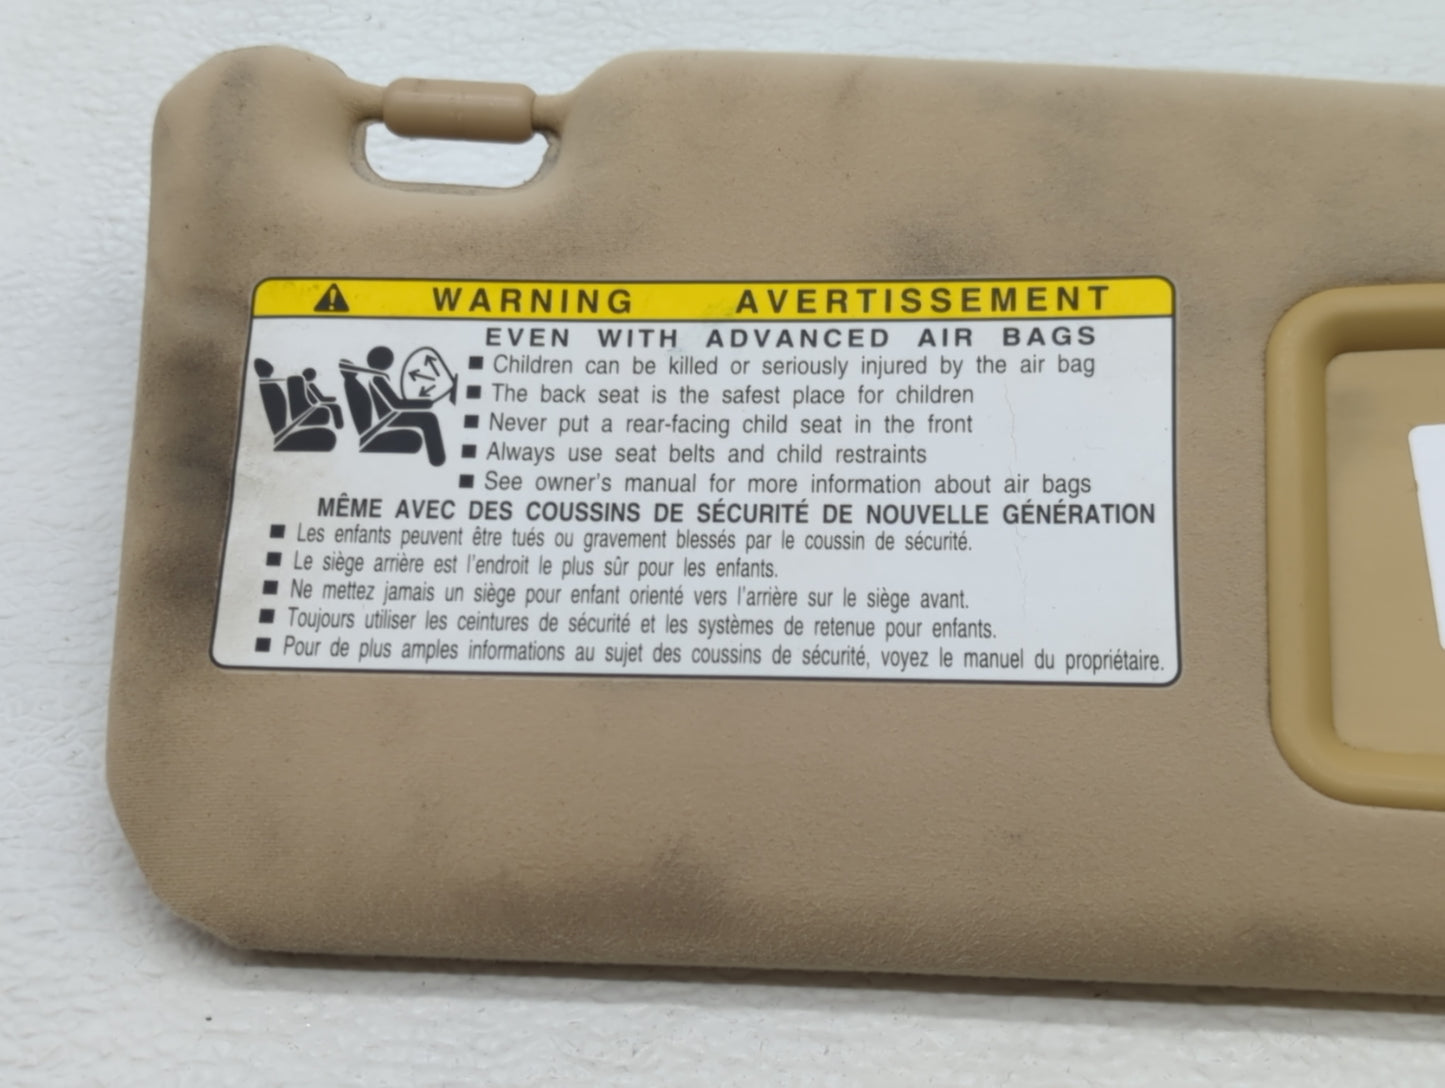 WARNING AVERTISSEMENT
EVEN WITH ADVANCED AIR BAGS
■ Children can be killed or seriously injured by the air bag
■ The back seat is the safest place for children
■ Never put a rear-facing child seat in the front
■ Always use seat belts and child restraints
■ See owner's manual for more information about air bags
MÊME AVEC DES COUSSINS DE SÉCURITÉ DE NOUVELLE GÉNÉRATION
■ Les enfants peuvent être tués ou gravement blessés par le coussin de sécurité.
■ Le siège arrière est l'endroit le plus sûr pour les enfants.
■ Ne mettez jamais un siège pour enfant orienté vers l'arrière sur le siège avant.
■ Toujours utiliser les ceintures de sécurité et les systèmes de retenue pour enfants.
■ Pour de plus amples informations au sujet des coussins de sécurité, voyez le manuel du propriétaire.